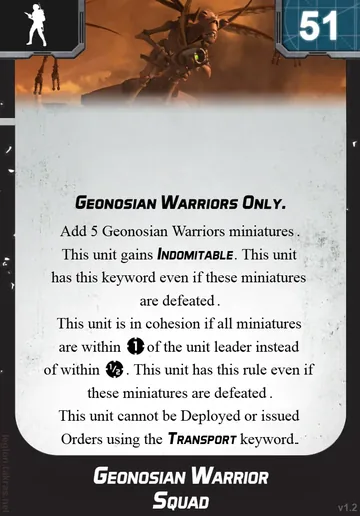 51
Geonosian Warriors Only.
Add 5 Geonosian Warriors miniatures .
This unit gains Indomitable. This unit
has this keyword even if these miniatures
are defeated .
This unit is in cohesion if all miniatures
are within 1 of the unit leader instead
of within 1/2 . This unit has this rule even if
these miniatures are defeated .
This unit cannot be Deployed or issued
Orders using the Transport keyword.
Geonosian Warrior
Squad
v1.2